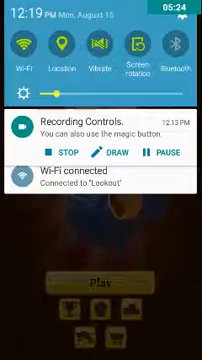 05:24
12:19 PM Mon, August 15
Wi-Fi Location Vibrate Screen rotation Bluetooth
Recording Controls. 12:15 PM
You can also use the magic button.
STOP DRAW PAUSE
Wi-Fi connected
Connected to "Lookout"
Play